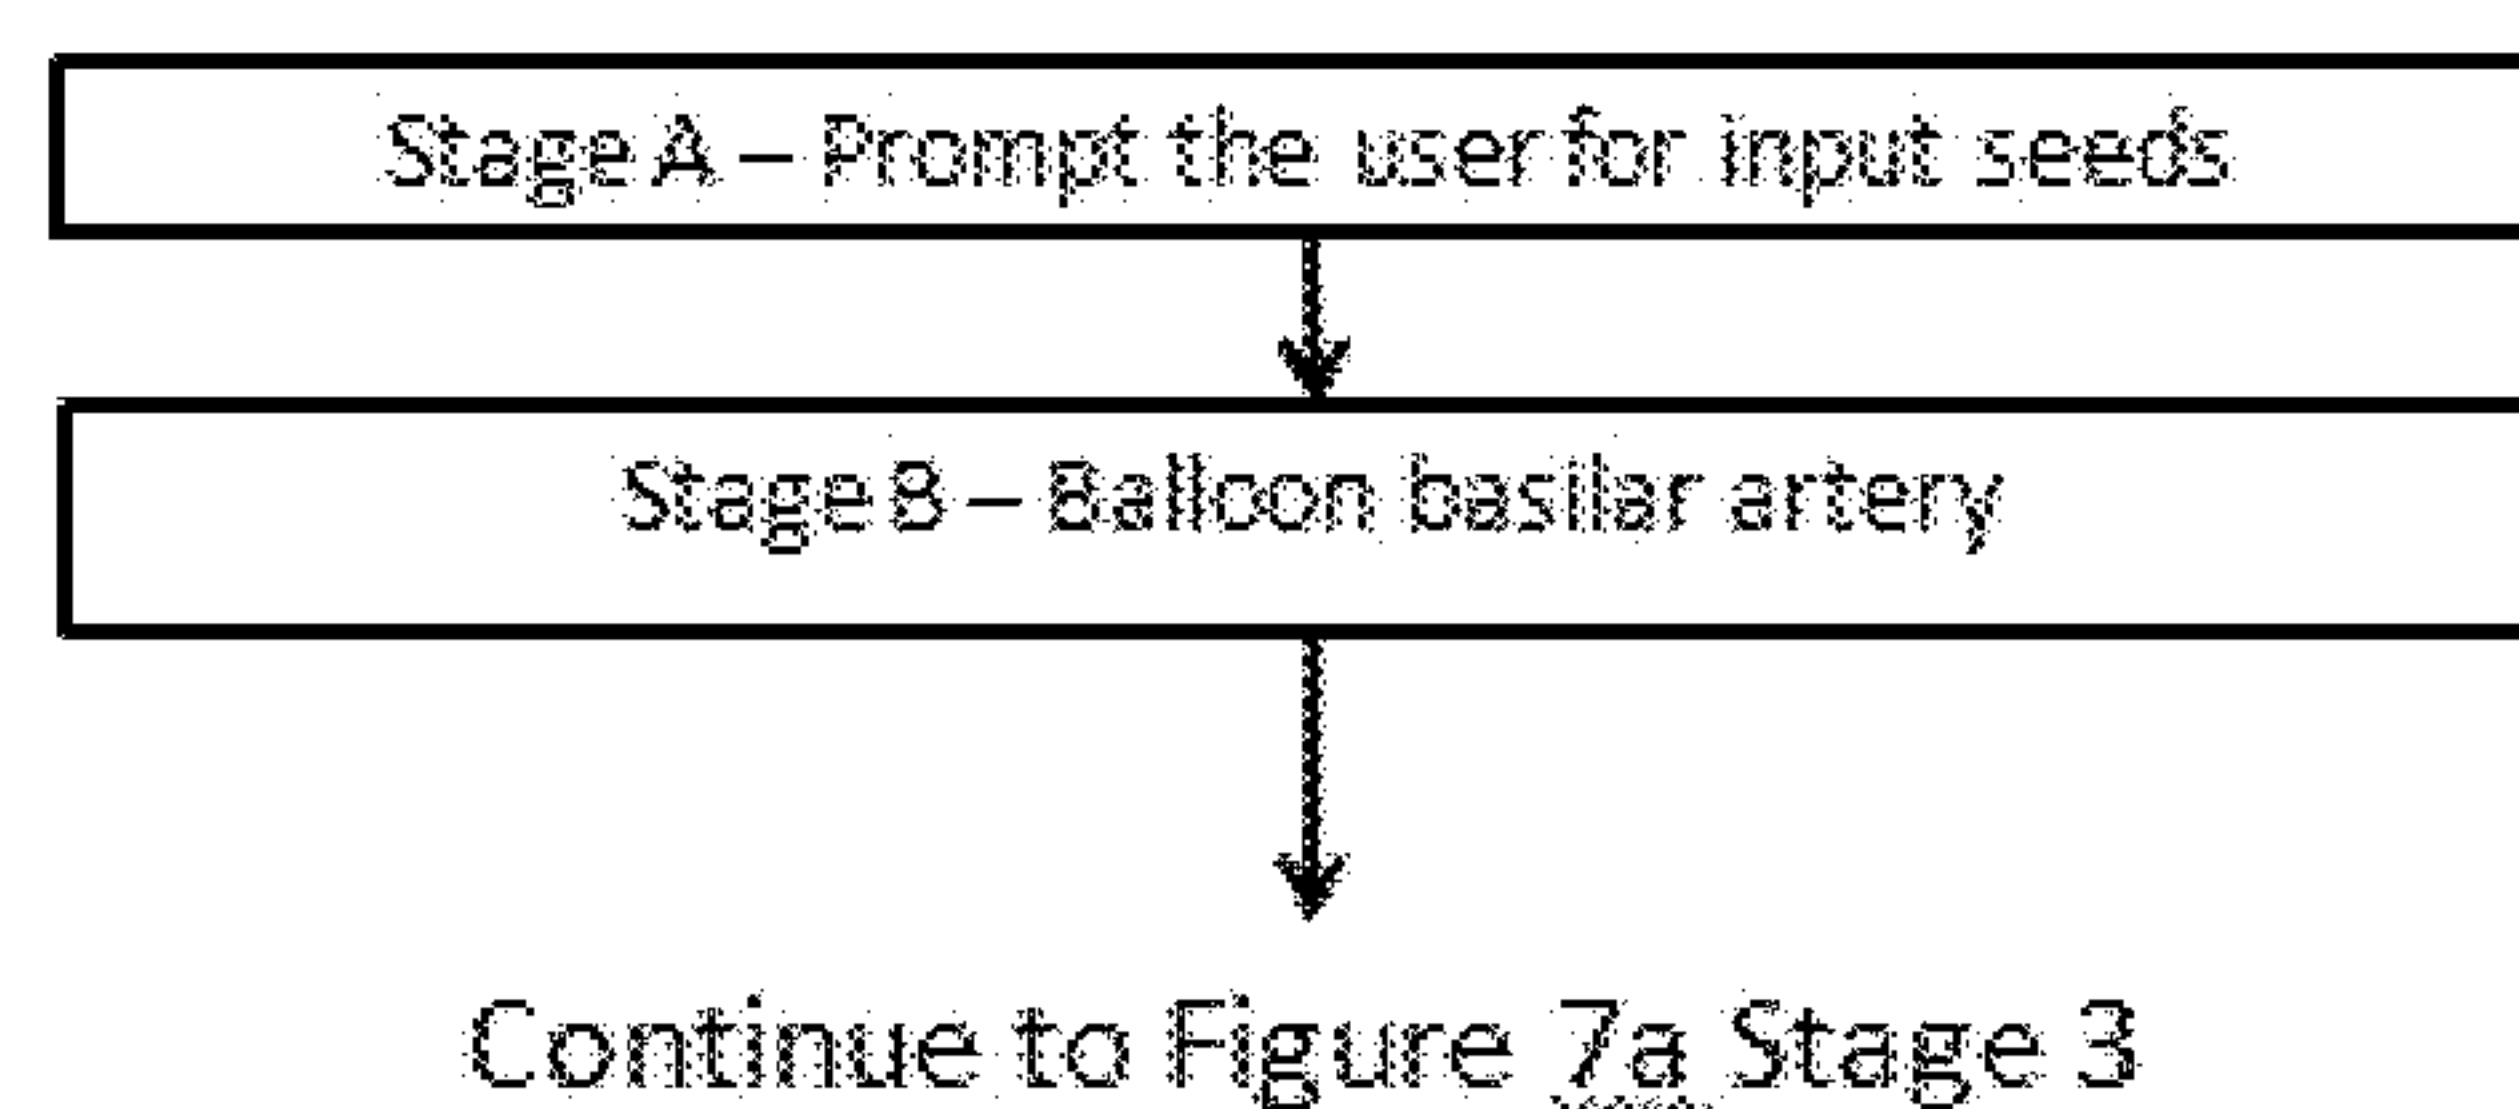 Stage A – Prompt the user for input seeds
Stage B – Balloon basilar artery
Continue to Figure 7a Stage 3